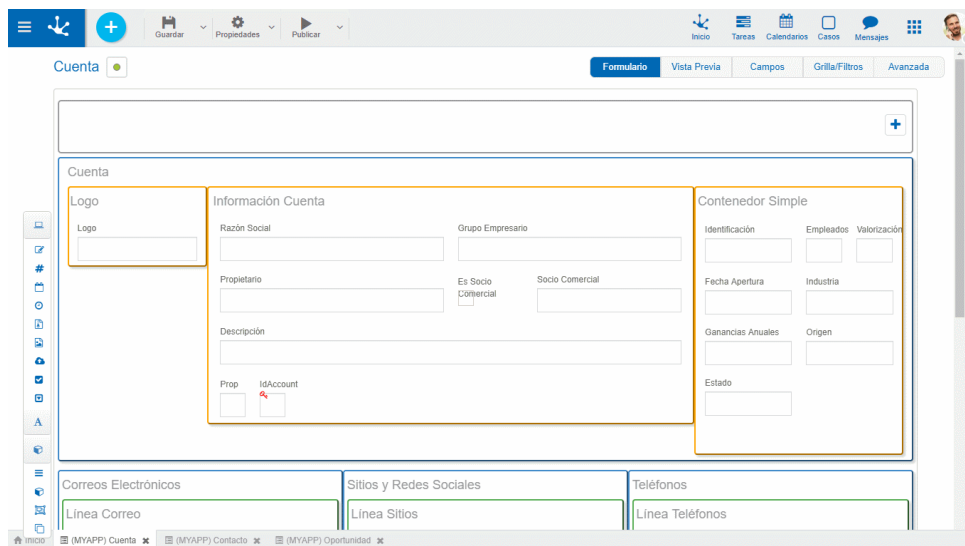 Guardar Propiedades Publicar Inicio Tareas Calendarios Casos Mensajes
Cuenta Formulario Vista Previa Campos Grilla/Filtros Avanzada
Cuenta
Logo Información Cuenta Contenedor Simple
Logo Razón Social Grupo Empresario Identificación Empleados Valorización
Propietario Es Socio Comercial Socio Comercial Fecha Apertura Industria
Descripción Ganancias Anuales Origen
Prop IdAccount Estado
Correos Electrónicos Sitios y Redes Sociales Teléfonos
Línea Correo Línea Sitios Línea Teléfonos
Inicio (MYAPP) Cuenta (MYAPP) Contacto (MYAPP) Oportunidad